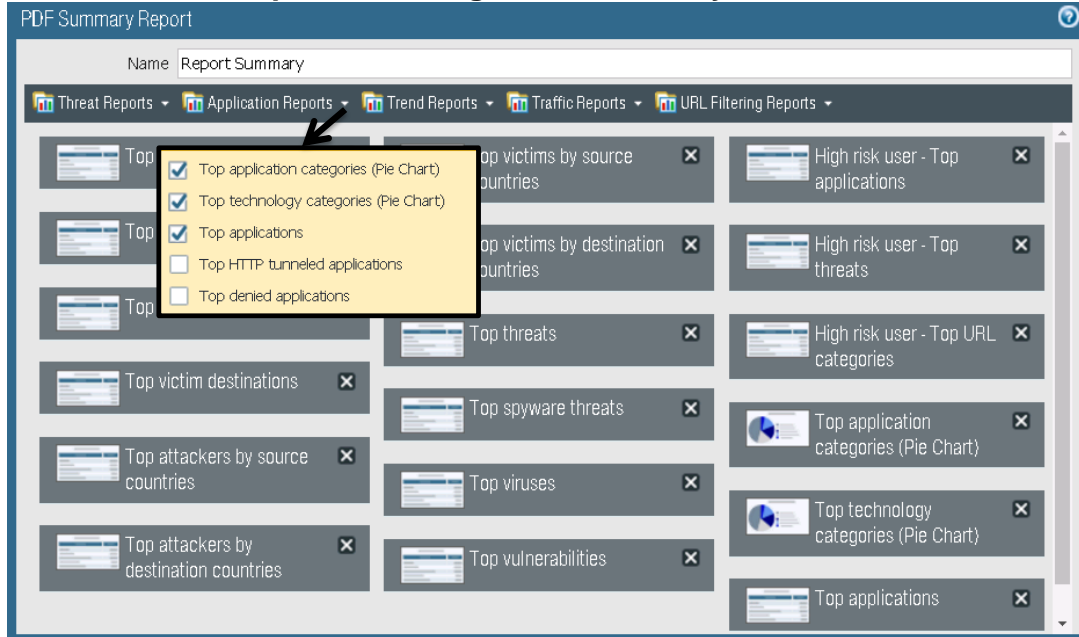 PDF Summary Report
Name Report Summary
Threat Reports Application Reports Trend Reports Traffic Reports URL Filtering Reports
Top
Top
Top
Top application categories (Pie Chart)
Top technology categories (Pie Chart)
Top applications
Top HTTP tunneled applications
Top denied applications
Top victim destinations
Top attackers by source
countries
Top attackers by
destination countries
op victims by source
ountries
op victims by destination
ountries
Top threats
Top spyware threats
Top viruses
Top vulnerabilities
High risk user - Top
applications
High risk user - Top
threats
High risk user - Top URL
categories
Top application
categories (Pie Chart)
Top technology
categories (Pie Chart)
Top applications